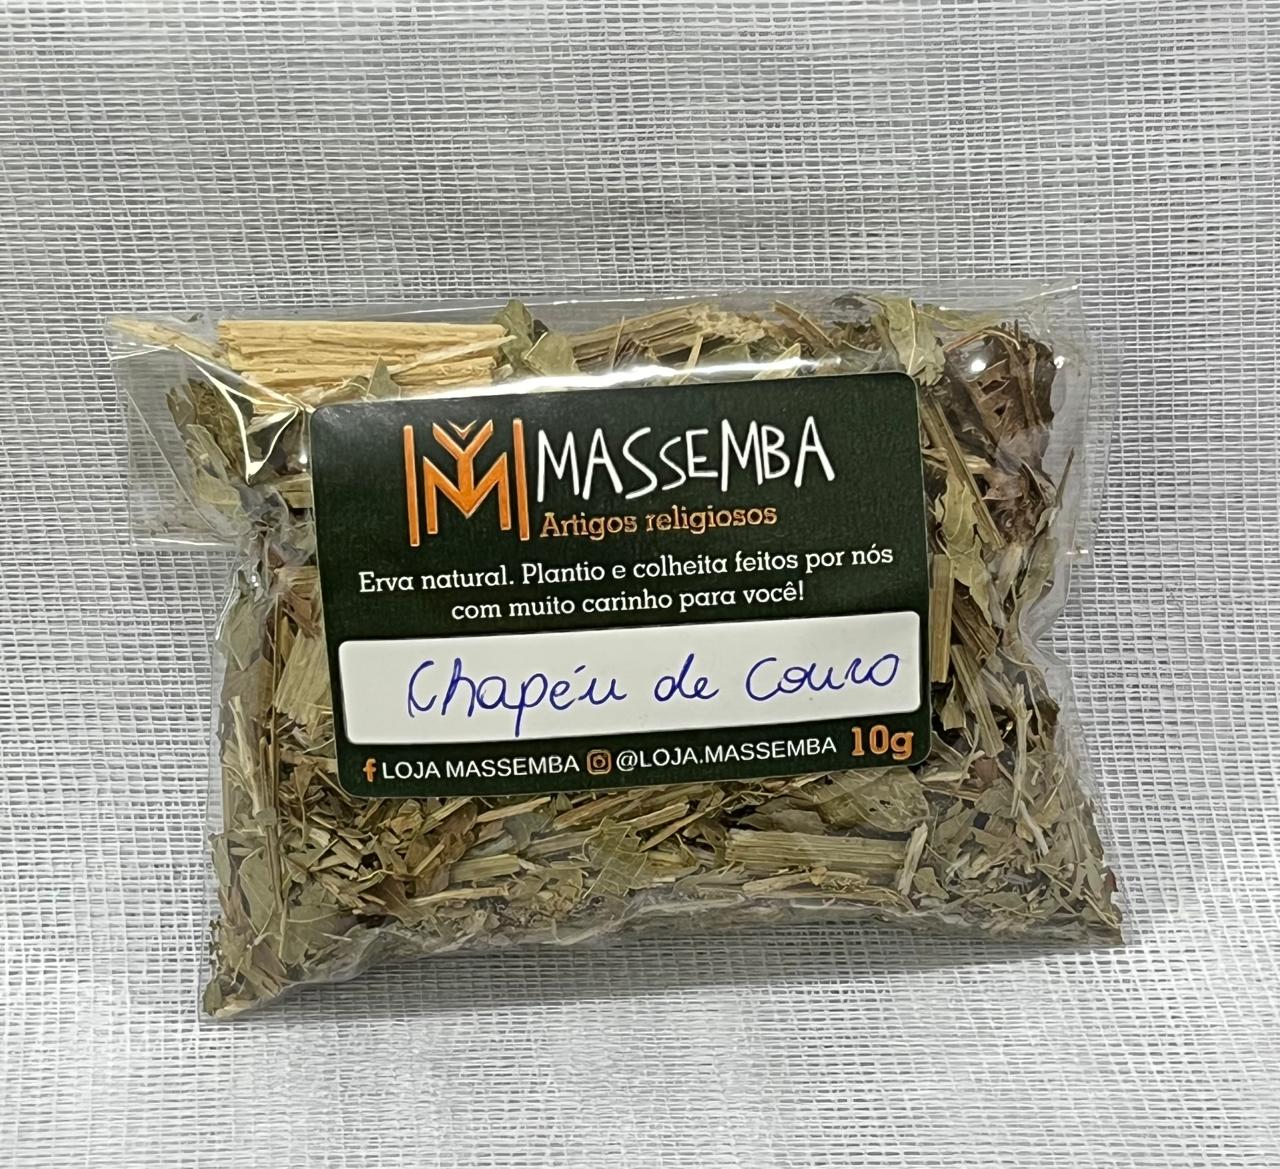 MASSEMBA
Artigos religiosos
Erva natural. Plantio e colheita feitos por nós
com muito carinho para você!
Chapéu de Couro
LOJA MASSEMBA @LOJA.MASSEMBA 10g